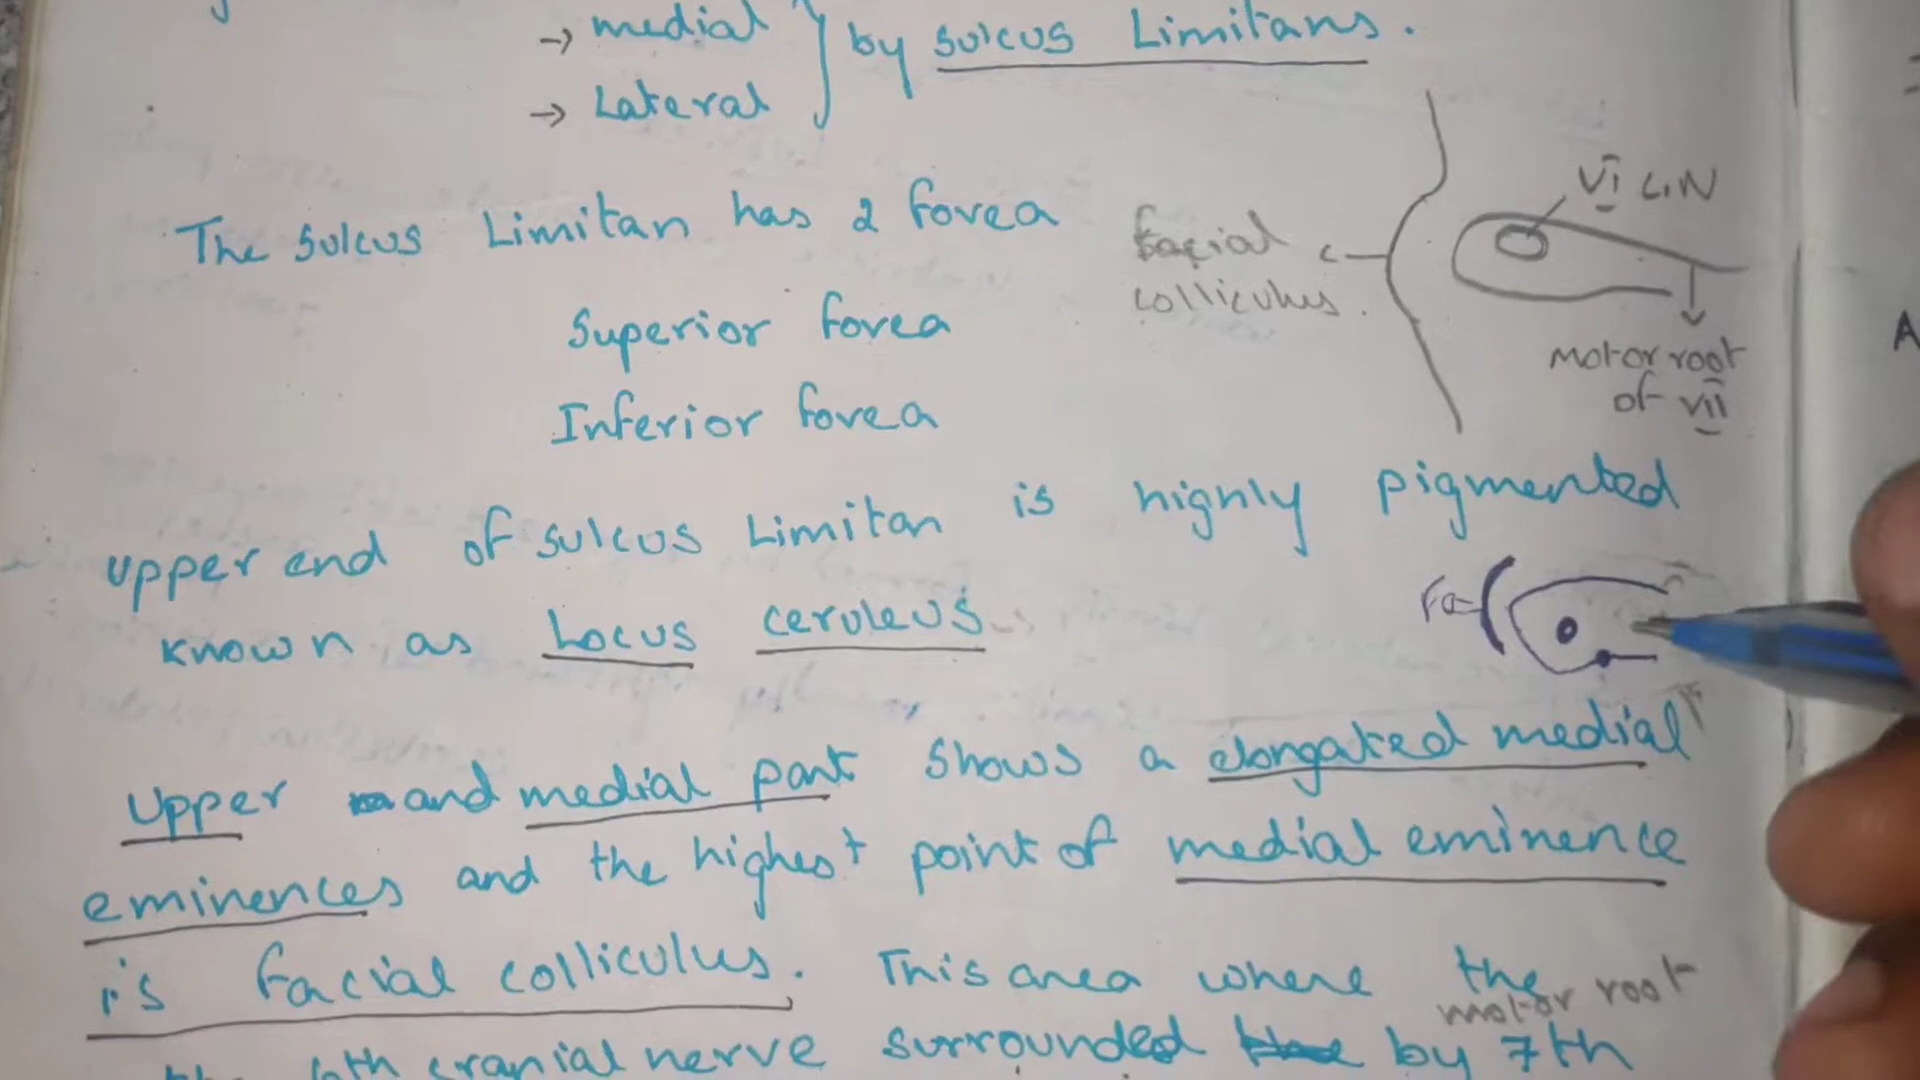 → medial
→ Lateral
by sulcus Limitans.
The sulcus Limitan has 2 fovea
Superior fovea
Inferior fovea
facial
colliculus.
VI C.N
Motor root
of VII
upper end of sulcus Limitan is highly pigmented
known as Locus ceruleus
Fa
Upper and medial part shows a elongated medial
eminences and the highest point of medial eminence
is facial colliculus. This area where the
motor root
6th cranial nerve surrounded by 7th